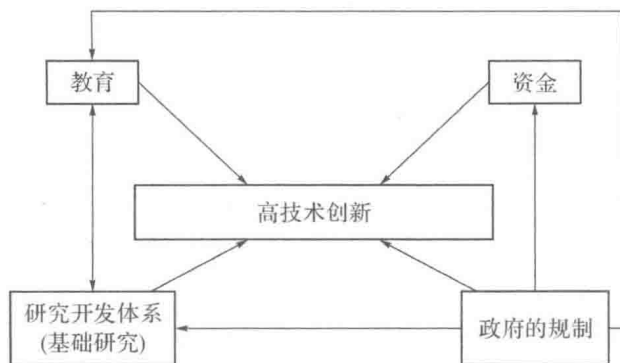 教育
资金
高技术创新
研究开发体系
(基础研究)
政府的规制